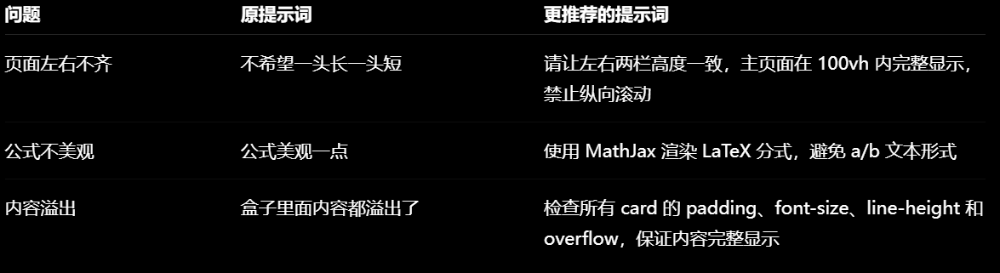 问题 原提示词 更推荐的提示词
页面左右不齐 不希望一头长一头短 请让左右两栏高度一致，主页面在 100vh 内完整显示，
禁止纵向滚动
公式不美观 公式美观一点 使用 MathJax 渲染 LaTeX 分式，避免 a/b 文本形式
内容溢出 盒子里面内容都溢出了 检查所有 card 的 padding、font-size、line-height 和
overflow，保证内容完整显示